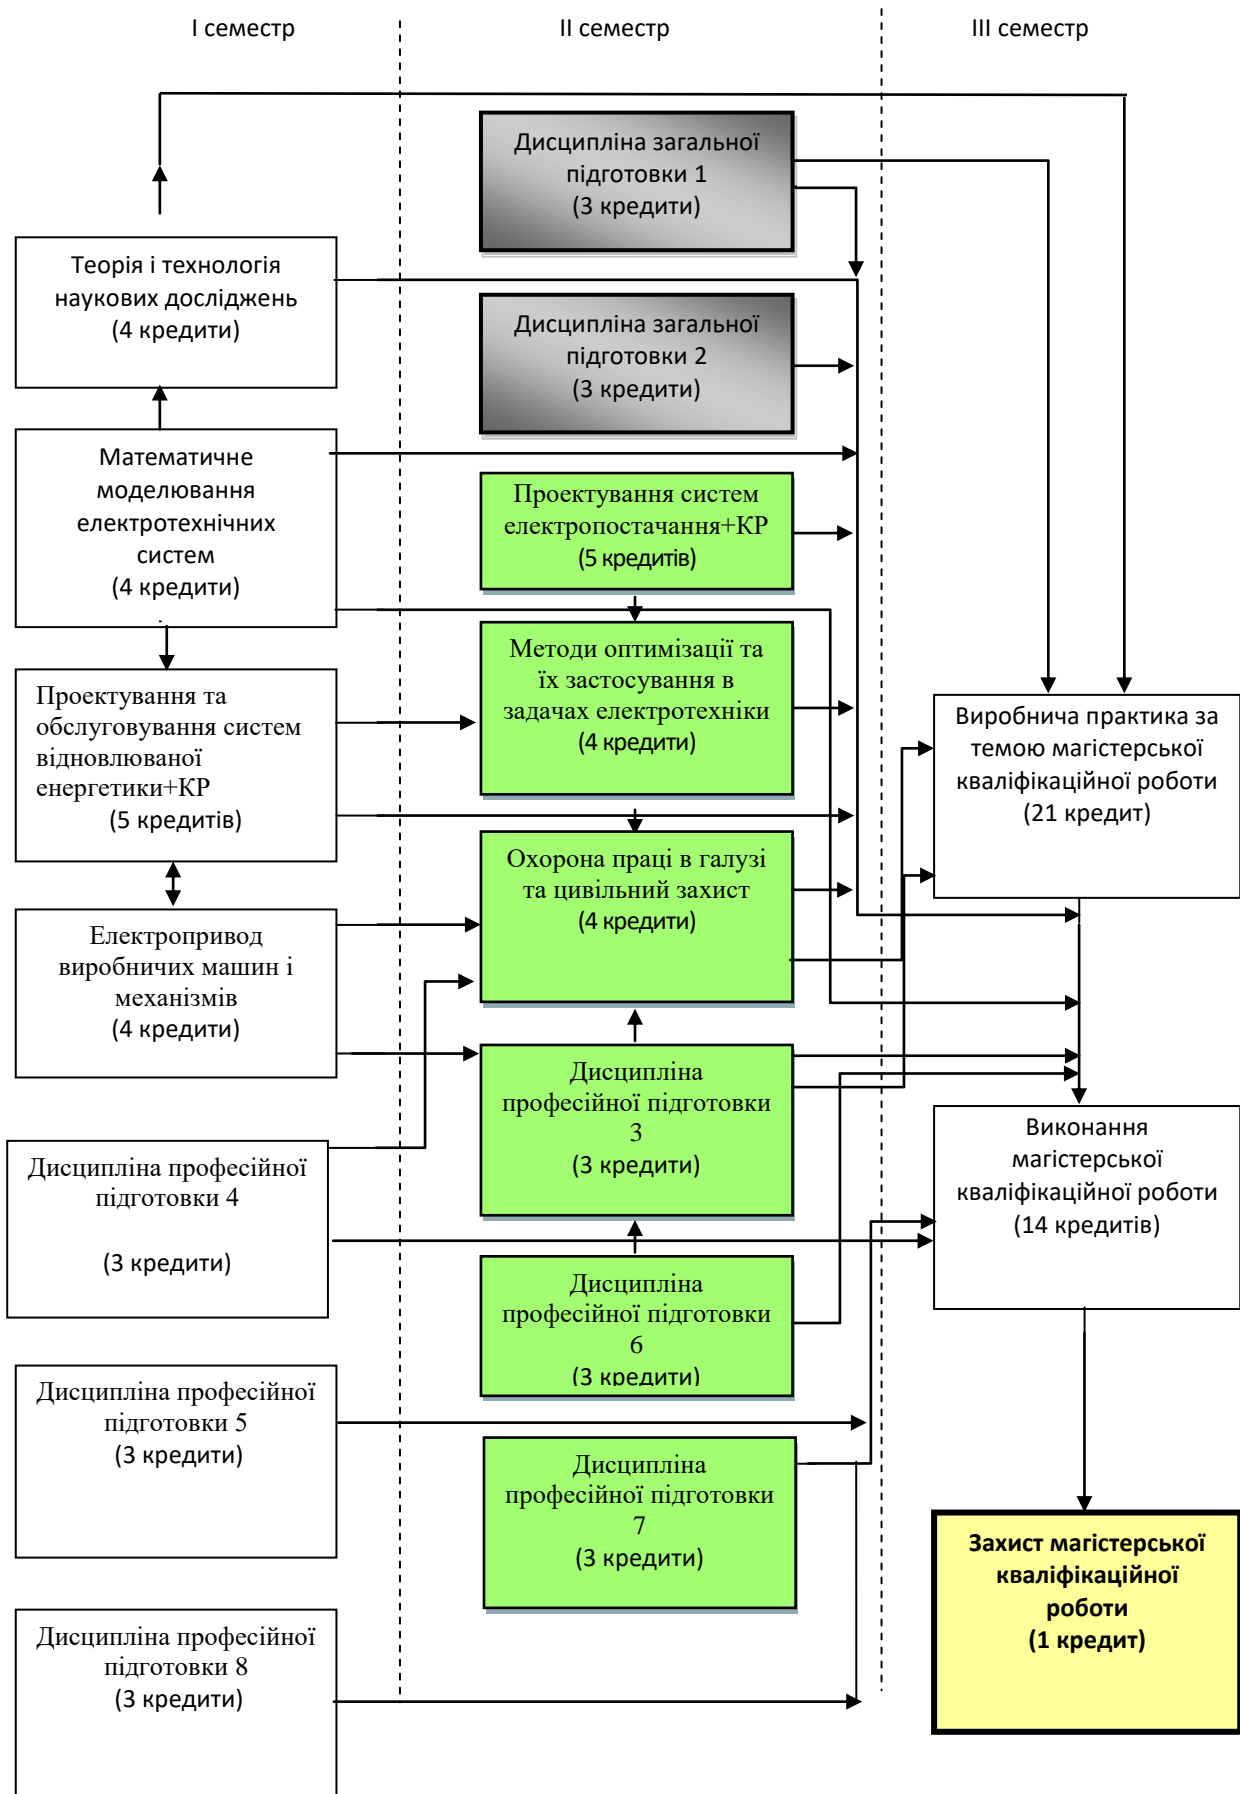 І семестр
ІІ семестр
ІІІ семестр
Теорія і технологія
наукових досліджень
(4 кредити)
Математичне
моделювання
електротехнічних
систем
(4 кредити)
.
Проектування та
обслуговування систем
відновлюваної
енергетики+КР
(5 кредитів)
Електропривод
виробничих машин і
механізмів
(4 кредити)
Дисципліна професійної
підготовки 4
(3 кредити)
Дисципліна професійної
підготовки 5
(3 кредити)
Дисципліна професійної
підготовки 8
(3 кредити)
Дисципліна загальної
підготовки 1
(3 кредити)
Дисципліна загальної
підготовки 2
(3 кредити)
Проектування систем
електропостачання+КР
(5 кредитів)
Методи оптимізації та
їх застосування в
задачах електротехніки
(4 кредити)
Охорона праці в галузі
та цивільний захист
(4 кредити)
Дисципліна
професійної підготовки
3
(3 кредити)
Дисципліна
професійної підготовки
6
(3 кредити)
Дисципліна
професійної підготовки
7
(3 кредити)
Виробнича практика за
темою магістерської
кваліфікаційної роботи
(21 кредит)
Виконання
магістерської
кваліфікаційної роботи
(14 кредитів)
Захист магістерської
кваліфікаційної
роботи
(1 кредит)